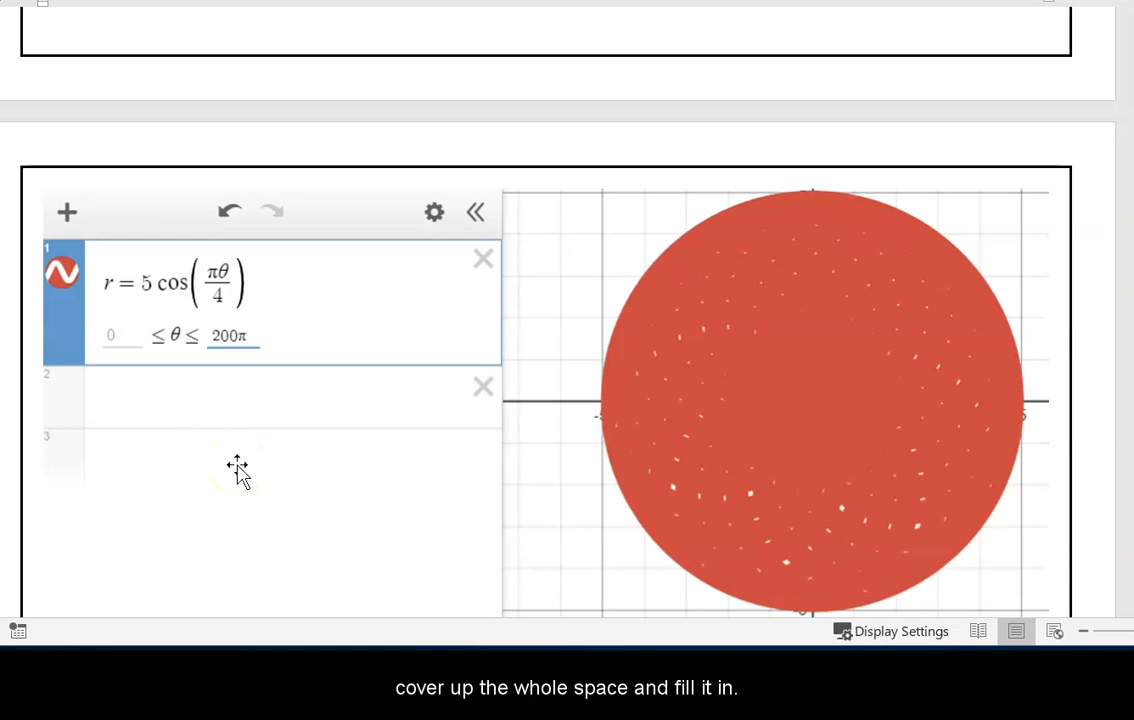 1
r = 5 cos(πθ/4)
0 ≤ θ ≤ 200π
2
3
5
Display Settings
cover up the whole space and fill it in.